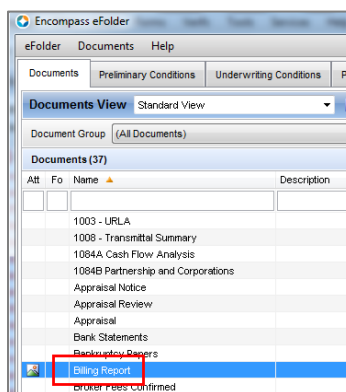 Encompass eFolder
eFolder Documents Help
Documents Preliminary Conditions Underwriting Conditions P
Documents View Standard View
Document Group (All Documents)
Documents (37)
Att Fo Name Description
1003 - URLA
1008 - Transmittal Summary
1084A Cash Flow Analysis
1084B Partnership and Corporations
Appraisal Notice
Appraisal Review
Appraisal
Bank Statements
Bankruptcy Papers
Billing Report
Broker Fees Confirmed